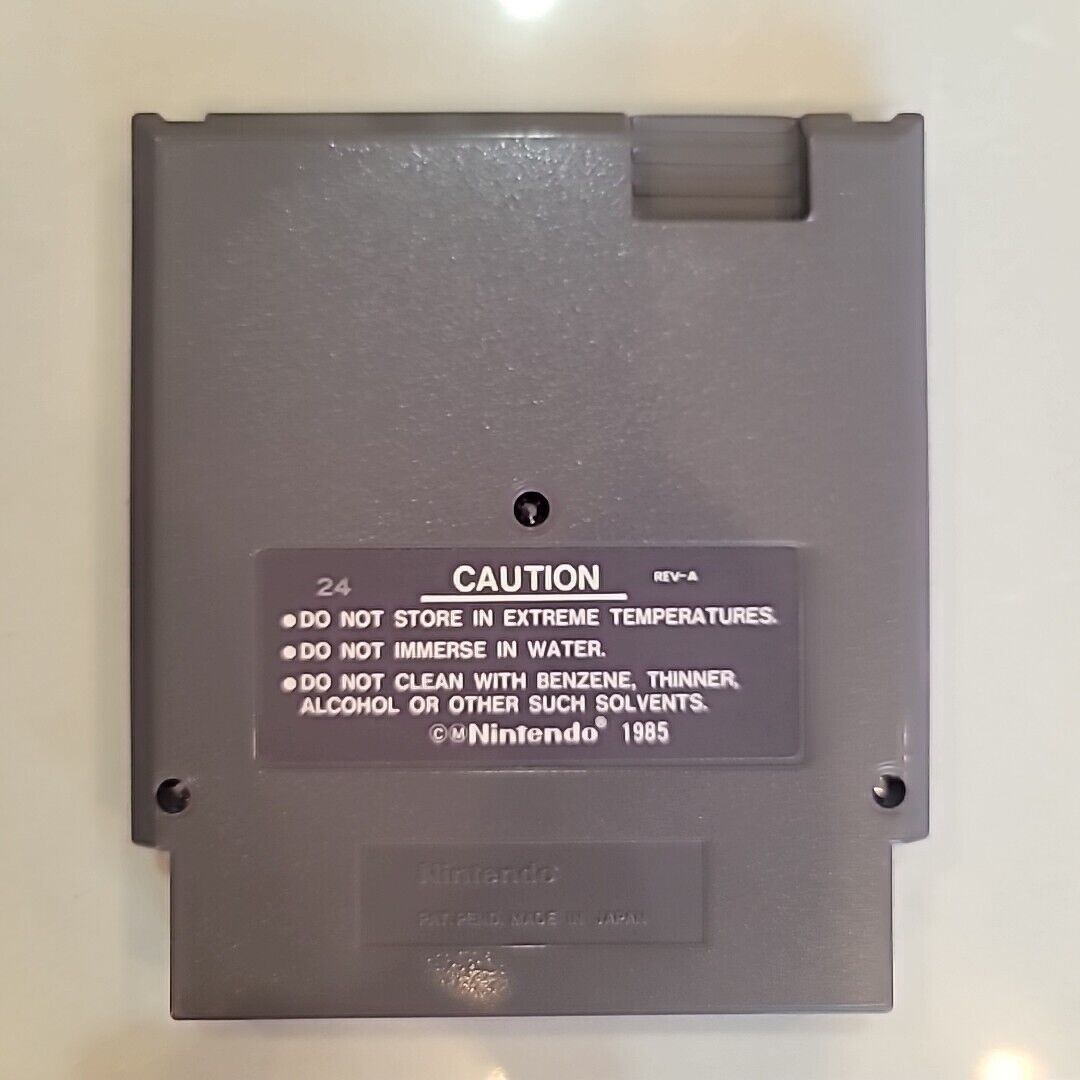 24 CAUTION REV-A
●DO NOT STORE IN EXTREME TEMPERATURES.
●DO NOT IMMERSE IN WATER.
●DO NOT CLEAN WITH BENZENE, THINNER,
ALCOHOL OR OTHER SUCH SOLVENTS.
©ⓂNintendo® 1985
Nintendo®
PAT. PEND. MADE IN JAPAN